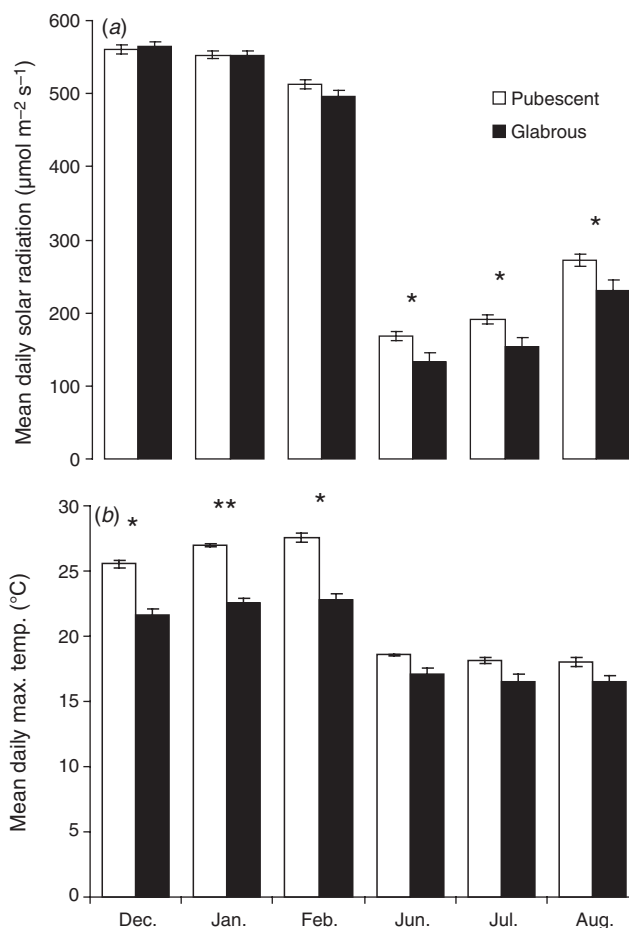 (a)
600
500
400
300
200
100
0
Mean daily solar radiation (µmol m⁻² s⁻¹)
Pubescent
Glabrous
*
*
*
(b)
30
25
20
15
10
5
0
Mean daily max. temp. (°C)
*
**
*
Dec. Jan. Feb. Jun. Jul. Aug.